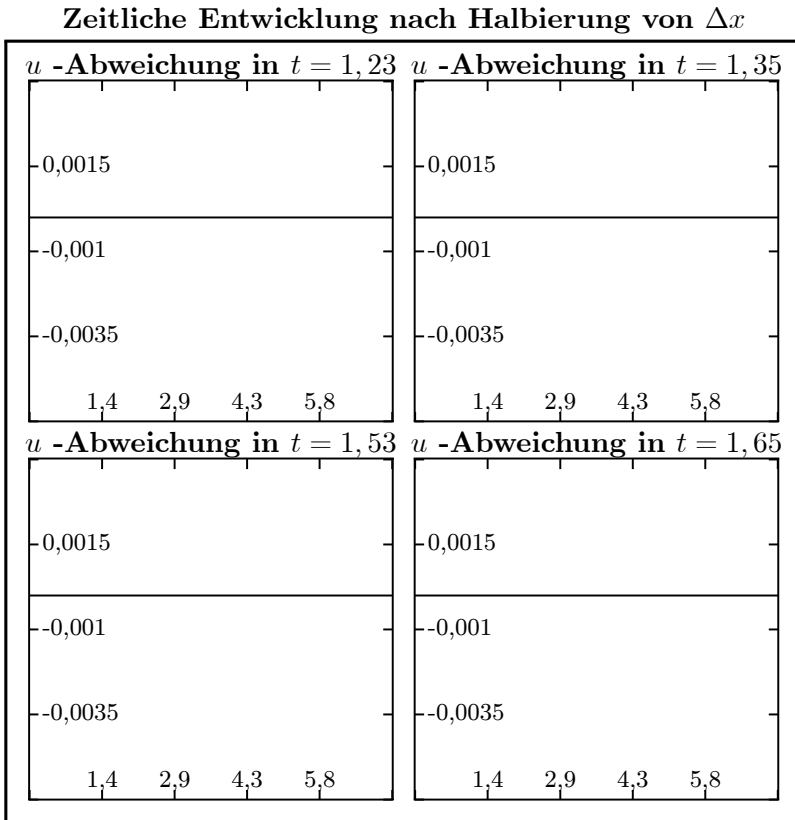 Zeitliche Entwicklung nach Halbierung von Δx
u -Abweichung in t = 1, 23
0,0015
-0,001
-0,0035
1,4 2,9 4,3 5,8
u -Abweichung in t = 1, 35
0,0015
-0,001
-0,0035
1,4 2,9 4,3 5,8
u -Abweichung in t = 1, 53
0,0015
-0,001
-0,0035
1,4 2,9 4,3 5,8
u -Abweichung in t = 1, 65
0,0015
-0,001
-0,0035
1,4 2,9 4,3 5,8